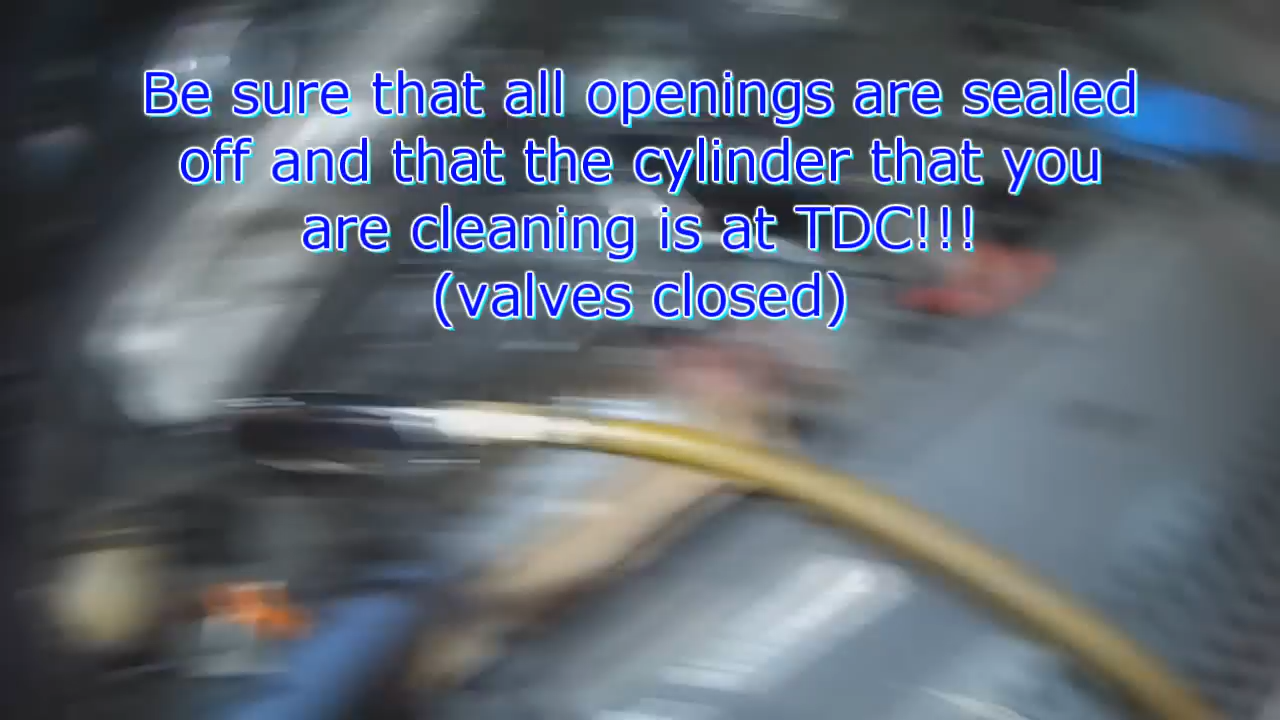 Be sure that all openings are sealed
off and that the cylinder that you
are cleaning is at TDC!!!
(valves closed)